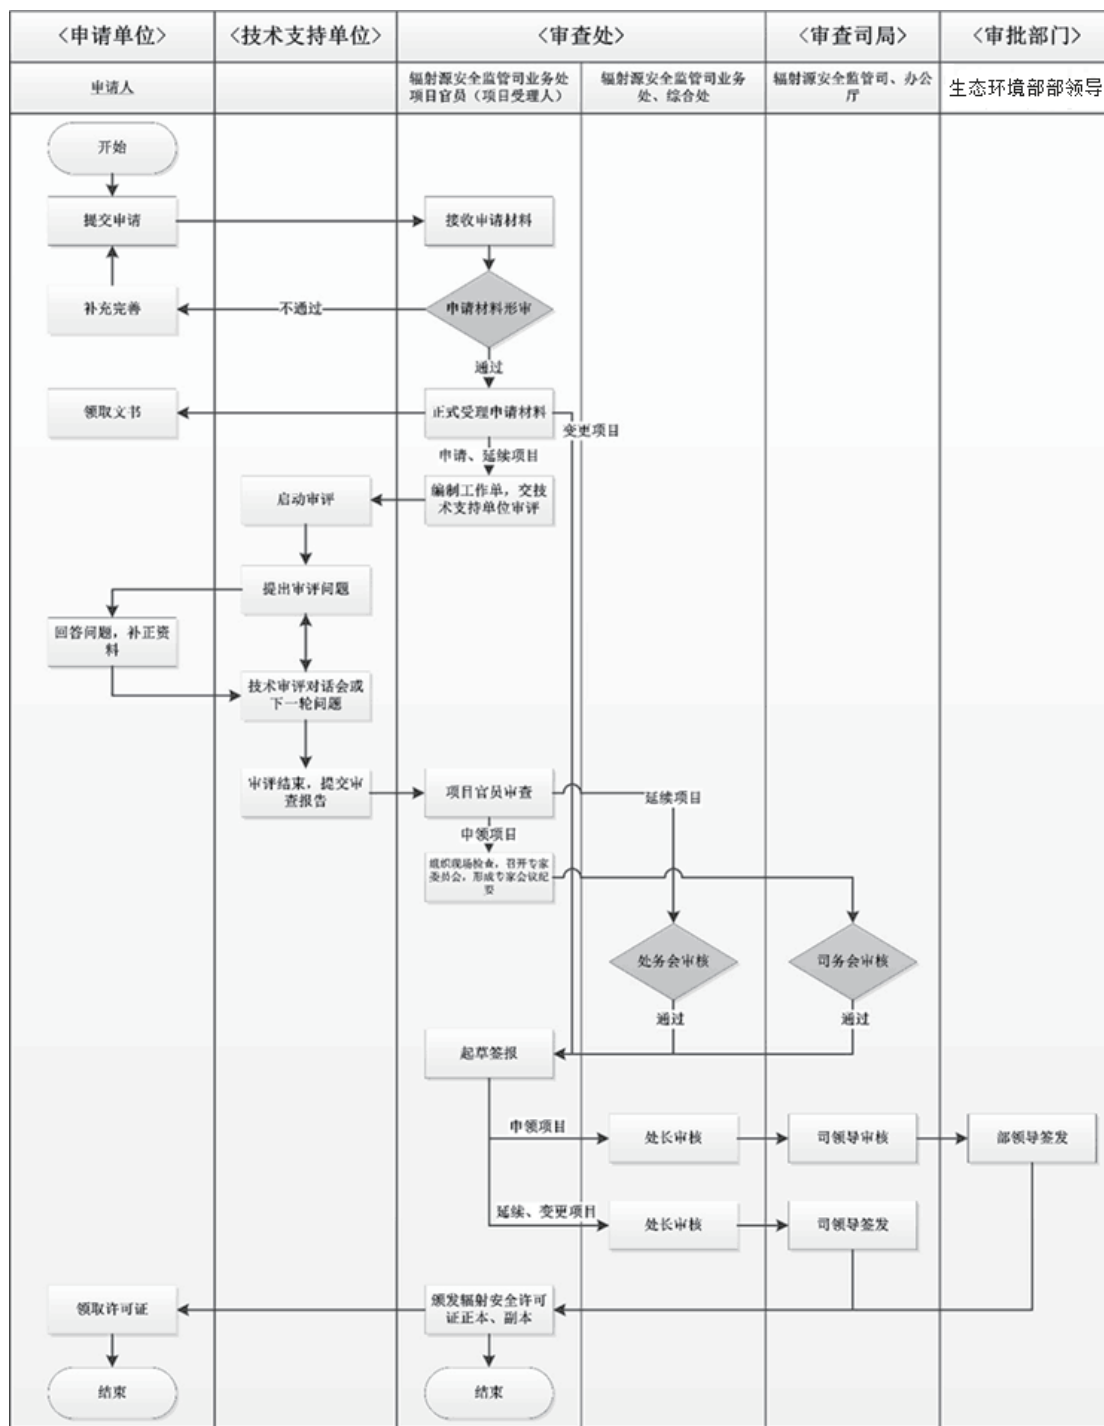 <申请单位>
<技术支持单位>
<审查处>
<审查司局>
<审批部门>
申请人
辐射源安全监管司业务处
项目官员（项目受理人）
辐射源安全监管司业务
处、综合处
辐射源安全监管司、办公
厅
生态环境部部领导
开始
提交申请
接收申请材料
补充完善
不通过
申请材料形审
通过
领取文书
正式受理申请材料
变更项目
申请、延续项目
启动审评
编制工作单，交技
术支持单位审评
提出审评问题
回答问题，补正资
料
技术审评对话会或
下一轮问题
审评结束，提交审
查报告
项目官员审查
延续项目
申领项目
组织现场检查，召开专家
委员会，形成专家会议纪
要
处务会审核
司务会审核
通过
通过
起草签报
申领项目
处长审核
司领导审核
部领导签发
延续、变更项目
处长审核
司领导签发
领取许可证
颁发辐射安全许可
证正本、副本
结束
结束